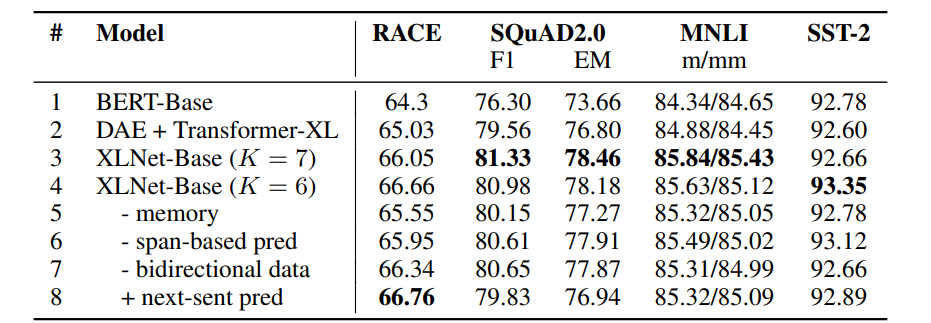 # Model RACE SQuAD2.0 MNLI SST-2
F1 EM m/mm
1 BERT-Base 64.3 76.30 73.66 84.34/84.65 92.78
2 DAE + Transformer-XL 65.03 79.56 76.80 84.88/84.45 92.60
3 XLNet-Base (K = 7) 66.05 81.33 78.46 85.84/85.43 92.66
4 XLNet-Base (K = 6) 66.66 80.98 78.18 85.63/85.12 93.35
5 - memory 65.55 80.15 77.27 85.32/85.05 92.78
6 - span-based pred 65.95 80.61 77.91 85.49/85.02 93.12
7 - bidirectional data 66.34 80.65 77.87 85.31/84.99 92.66
8 + next-sent pred 66.76 79.83 76.94 85.32/85.09 92.89